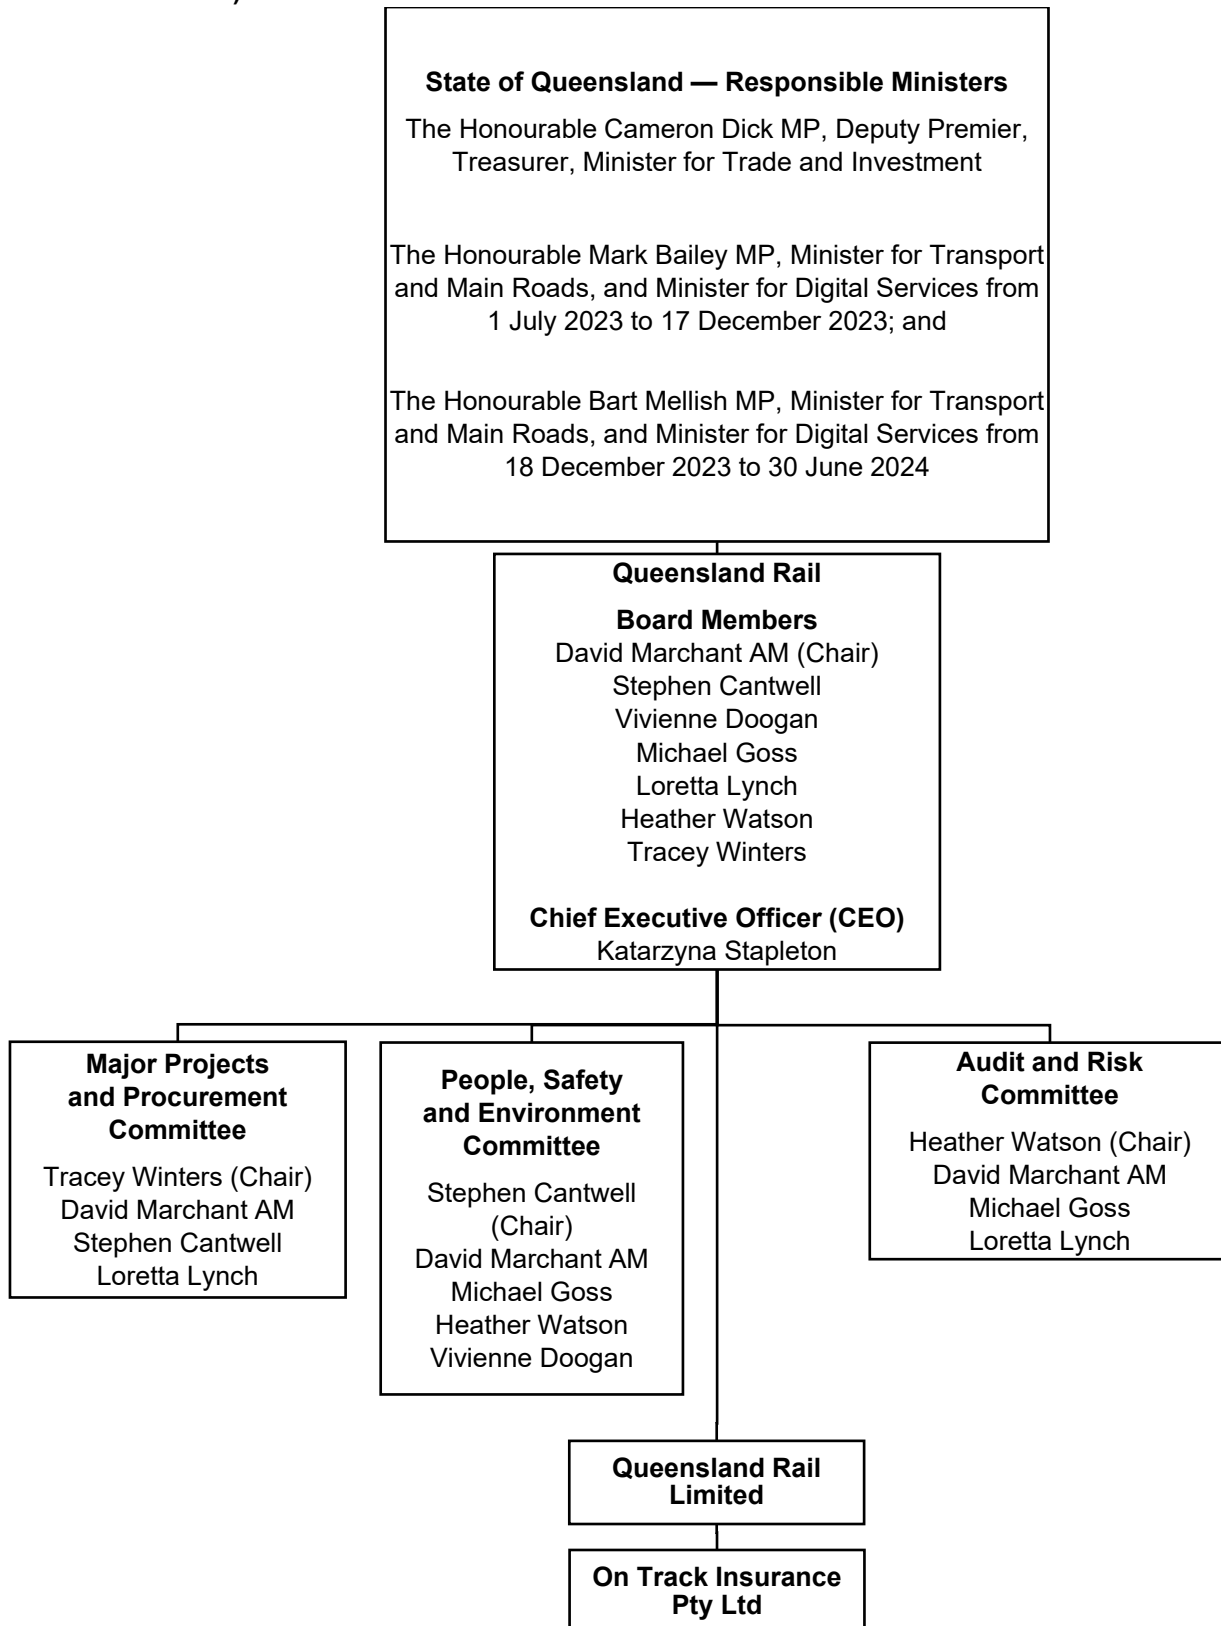 State of Queensland — Responsible Ministers
The Honourable Cameron Dick MP, Deputy Premier,
Treasurer, Minister for Trade and Investment
The Honourable Mark Bailey MP, Minister for Transport
and Main Roads, and Minister for Digital Services from
1 July 2023 to 17 December 2023; and
The Honourable Bart Mellish MP, Minister for Transport
and Main Roads, and Minister for Digital Services from
18 December 2023 to 30 June 2024
Queensland Rail
Board Members
David Marchant AM (Chair)
Stephen Cantwell
Vivienne Doogan
Michael Goss
Loretta Lynch
Heather Watson
Tracey Winters
Chief Executive Officer (CEO)
Katarzyna Stapleton
Major Projects
and Procurement
Committee
Tracey Winters (Chair)
David Marchant AM
Stephen Cantwell
Loretta Lynch
People, Safety
and Environment
Committee
Stephen Cantwell
(Chair)
David Marchant AM
Michael Goss
Heather Watson
Vivienne Doogan
Audit and Risk
Committee
Heather Watson (Chair)
David Marchant AM
Michael Goss
Loretta Lynch
Queensland Rail
Limited
On Track Insurance
Pty Ltd